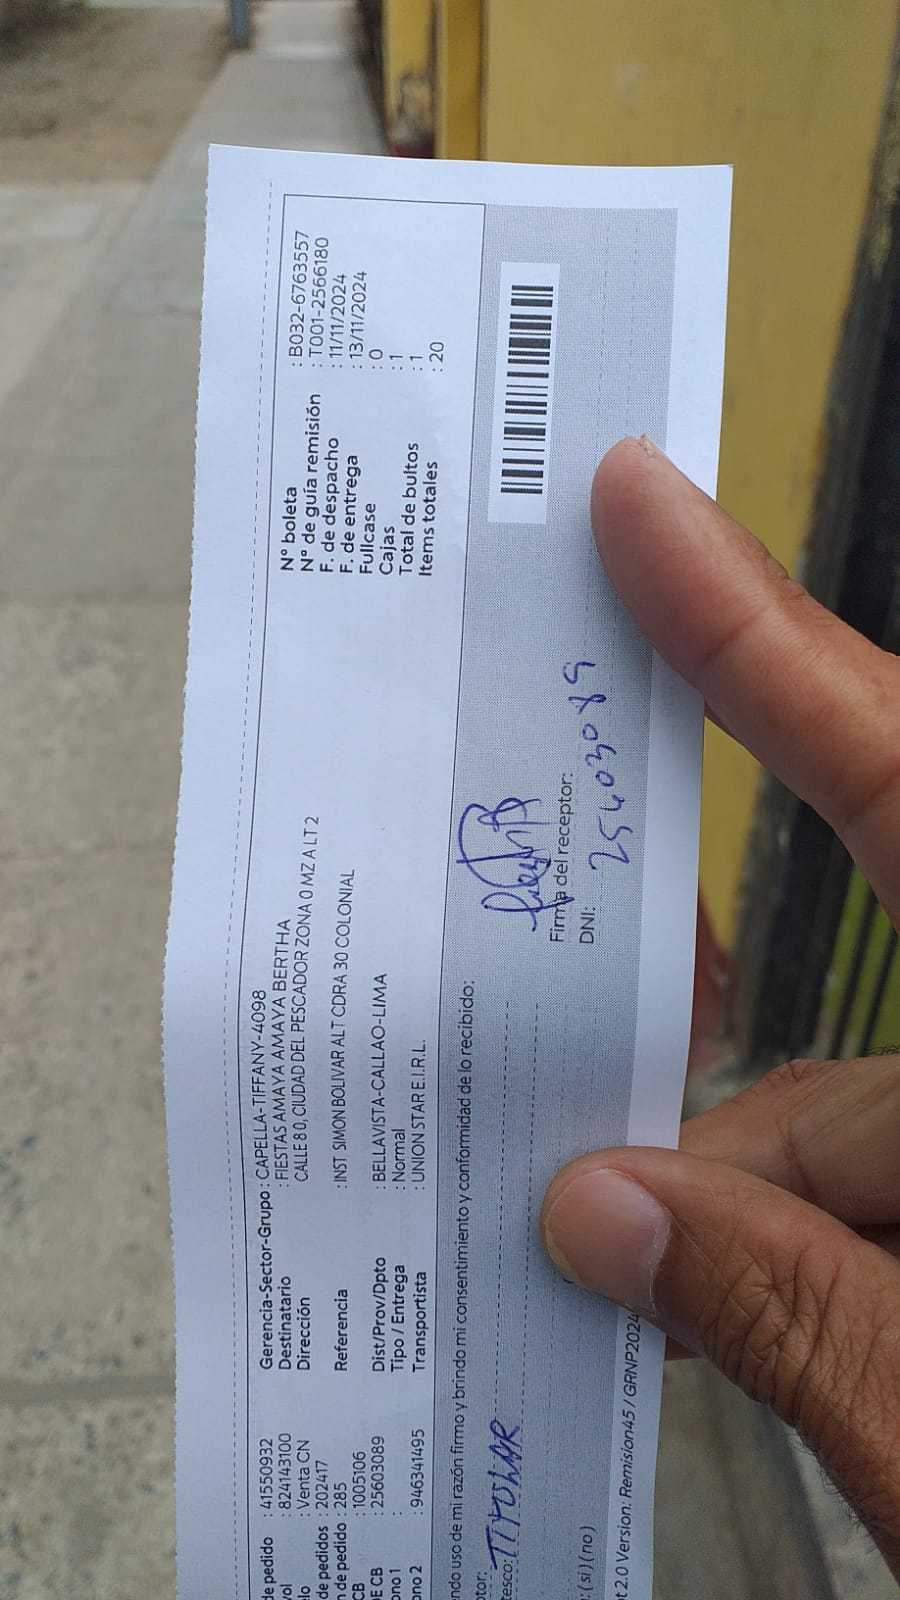 de pedido : 41550932
vol : 824143100
lo : Venta CN
de pedidos : 202417
n de pedido : 285
CB : 1005106
DE CB : 25603089
ono 1 :
ono 2 : 946341495
Gerencia-Sector-Grupo : CAPELLA-TIFFANY-4098
Destinatario : FIESTAS AMAYA AMAYA BERTHA
Dirección CALLE 8 0, CIUDAD DEL PESCADOR ZONA 0 MZ A LT 2
Referencia : INST SIMON BOLIVAR ALT CDRA 30 COLONIAL
Dist/Prov/Dpto : BELLAVISTA-CALLAO-LIMA
Tipo / Entrega : Normal
Transportista : UNION STAR E.I.R.L.
N° boleta : B032-6763557
N° de guía remisión : T001-2566180
F. de despacho : 11/11/2024
F. de entrega : 13/11/2024
Fullcase : 0
Cajas : 1
Total de bultos : 1
Items totales : 20
endo uso de mi razón firmo y brindo mi consentimiento y conformidad de lo recibido:
ptor:
tesco: TITULAR
Firma del receptor:
DNI: 25603089
: (si) (no)
t 2.0 Version: Remision45 / GRNP2024